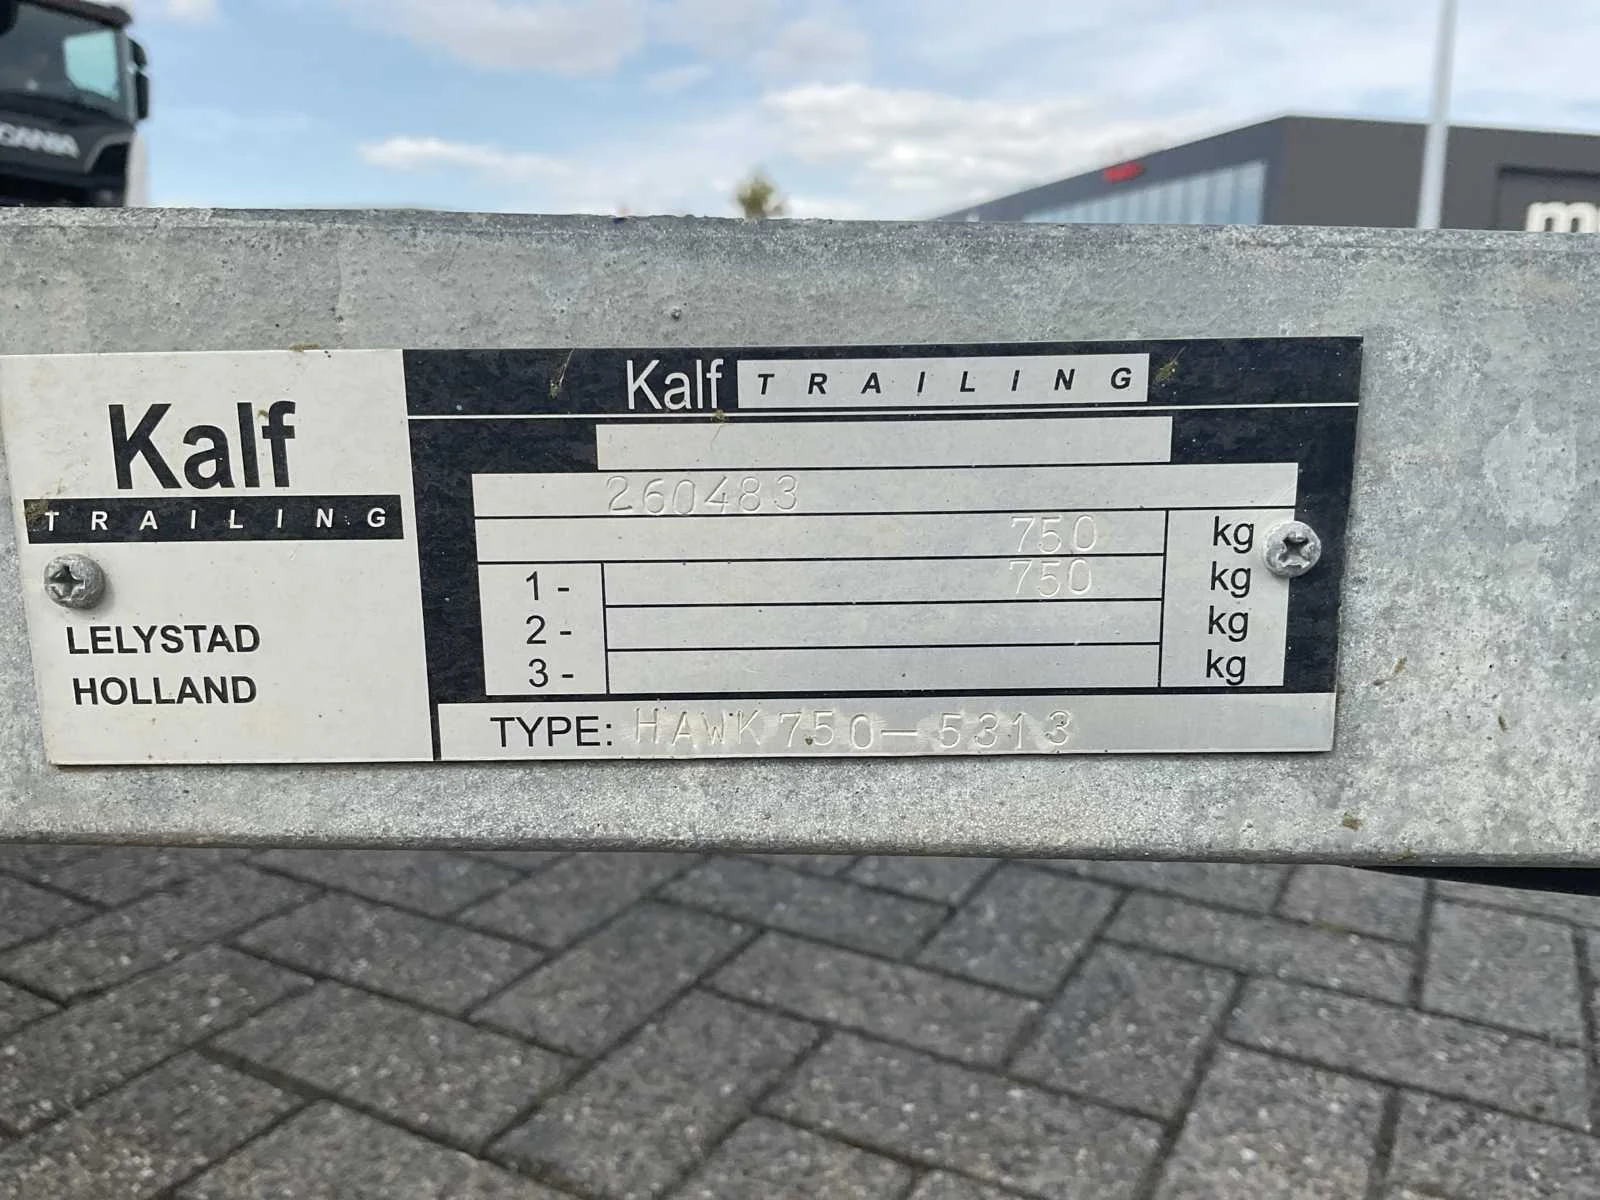 SCANIA
Kalf
TRAILING
LELYSTAD
HOLLAND
Kalf TRAILING
260483
750 kg
1- 750 kg
2- kg
3- kg
TYPE: HAWK750-5313